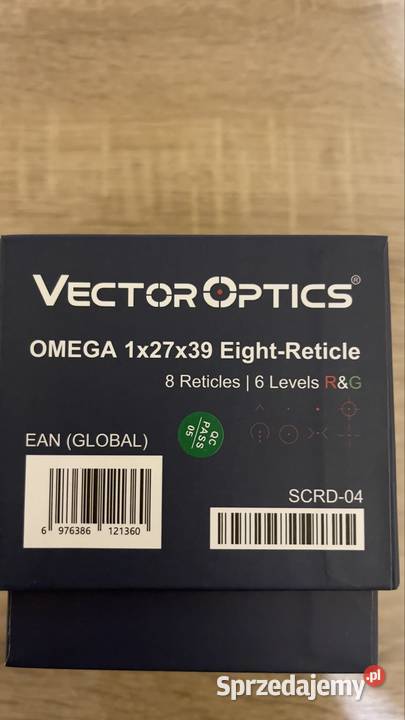 VECTOR OPTICS®
OMEGA 1x27x39 Eight-Reticle
8 Reticles | 6 Levels R&G
EAN (GLOBAL)
QC
PASS
05
SCRD-04
6 976386 121360
Sprzedajemy.pl